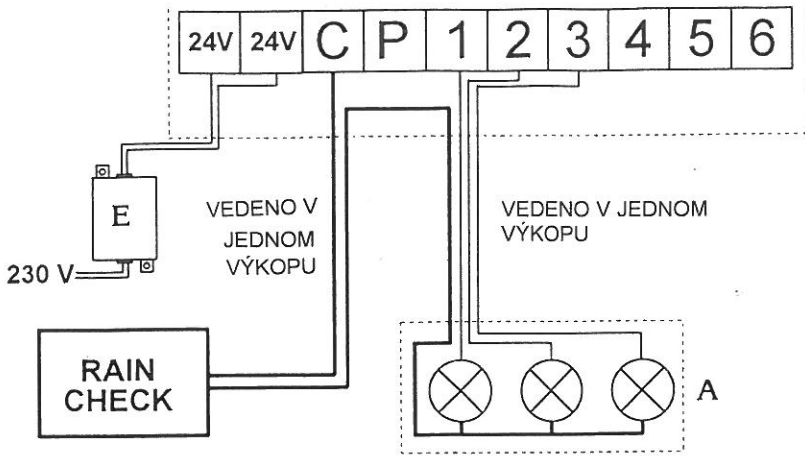 24V 24V C P 1 2 3 4 5 6
E
230 V
VEDENO V
JEDNOM
VÝKOPU
VEDENO V JEDNOM
VÝKOPU
RAIN
CHECK
A